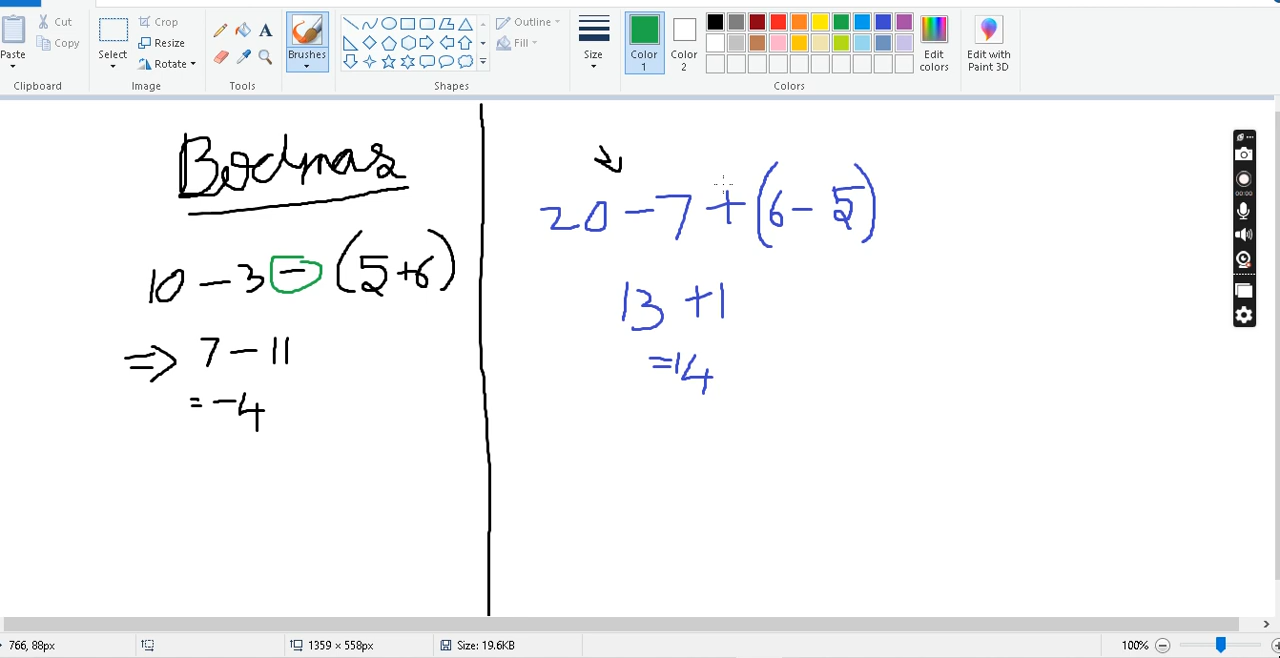 Cut
Copy
Paste
Clipboard
Select
Crop
Resize
Rotate
Image
Tools
Brushes
Shapes
Outline
Fill
Size
Color 1
Color 2
Colors
Edit colors
Edit with Paint 3D
Bodmas
10 - 3 - (5+6)
⇒ 7 - 11
= -4
20 - 7 + (6 - 5)
13 + 1
= 14
00:00
766, 88px
1359 × 558px
Size: 19.6KB
100%